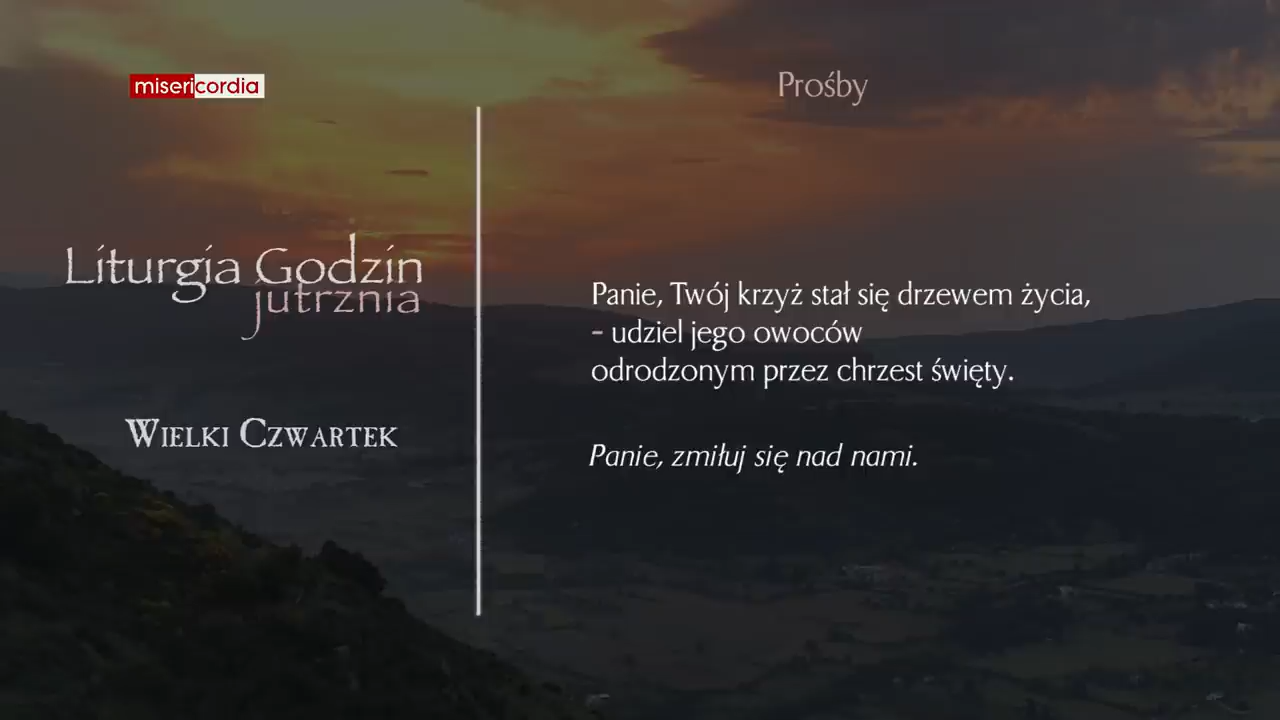 misericordia
Prośby
Liturgia Godzin
jutrznia
Wielki Czwartek
Panie, Twój krzyż stał się drzewem życia,
- udziel jego owoców
odrodzonym przez chrzest święty.
Panie, zmiłuj się nad nami.